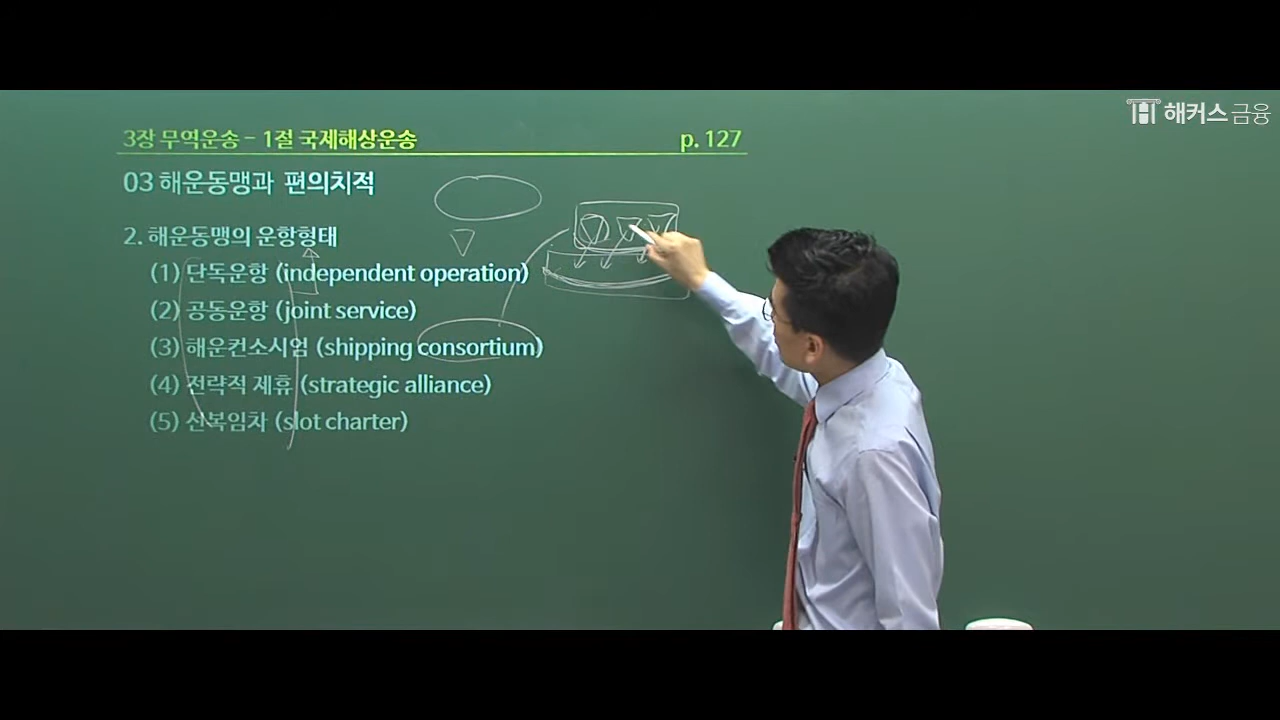 해커스 금융
3장 무역운송 - 1절 국제해상운송 p. 127
03 해운동맹과 편의치적
2. 해운동맹의 운항형태
(1) 단독운항 (independent operation)
(2) 공동운항 (joint service)
(3) 해운컨소시엄 (shipping consortium)
(4) 전략적 제휴 (strategic alliance)
(5) 선복임차 (slot charter)